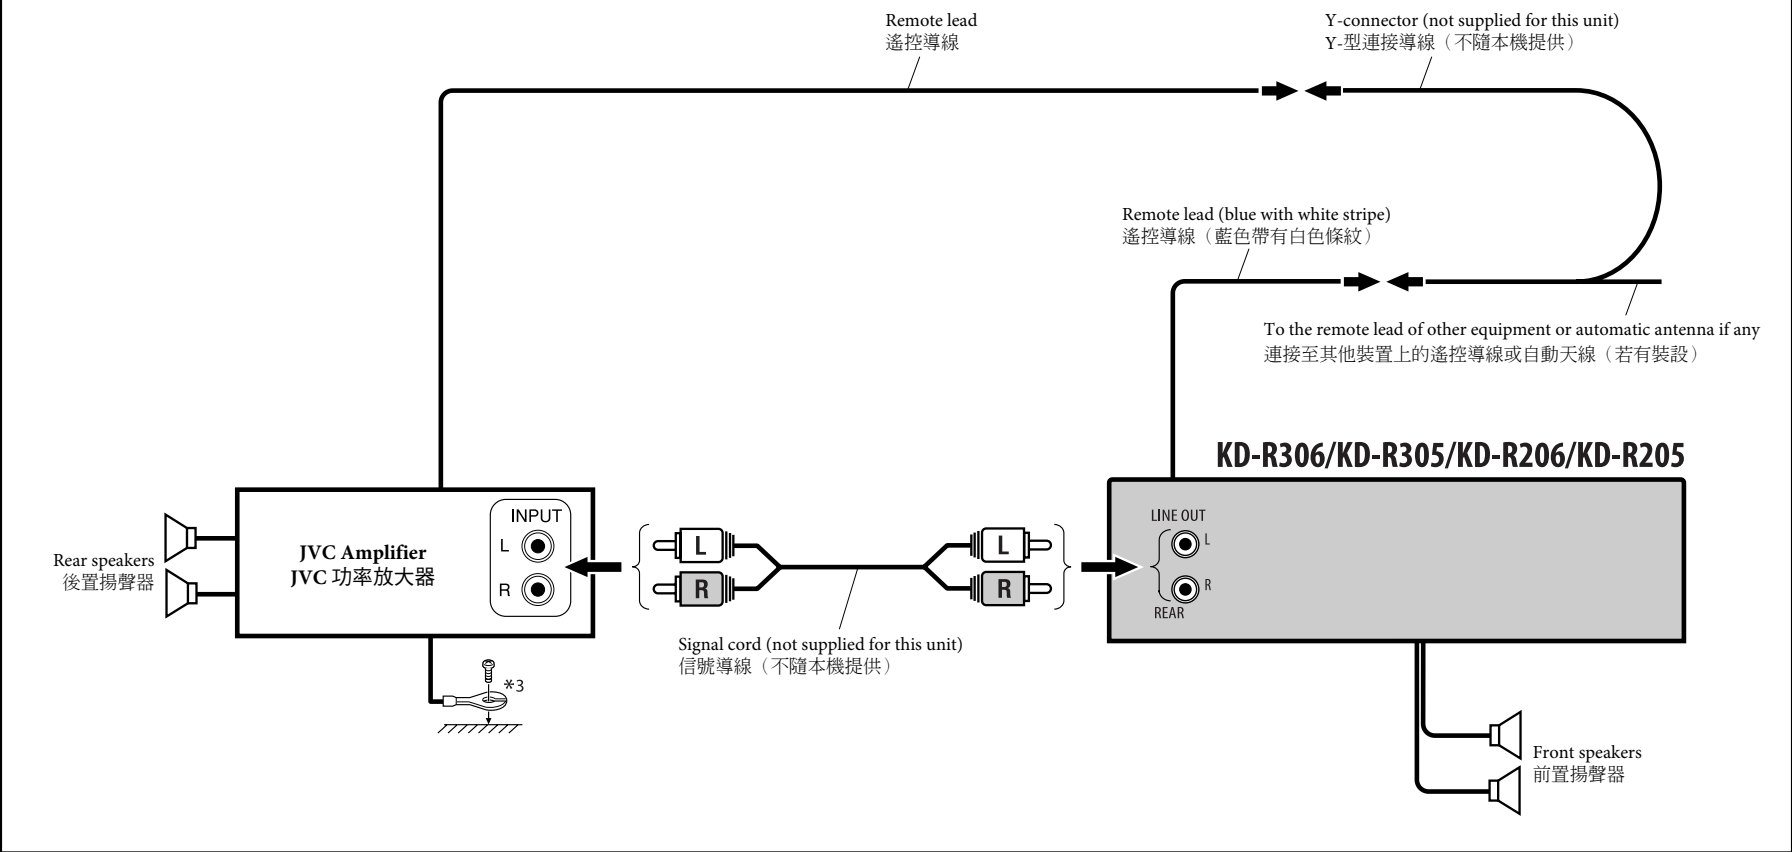 Remote lead
遙控導線
Y-connector (not supplied for this unit)
Y-型連接導線（不隨本機提供）
Remote lead (blue with white stripe)
遙控導線（藍色帶有白色條紋）
To the remote lead of other equipment or automatic antenna if any
連接至其他裝置上的遙控導線或自動天線（若有裝設）
KD-R306/KD-R305/KD-R206/KD-R205
Rear speakers
後置揚聲器
JVC Amplifier
JVC 功率放大器
INPUT
L
R
L
R
L
R
LINE OUT
L
R
REAR
Signal cord (not supplied for this unit)
信號導線（不隨本機提供）
*3
Front speakers
前置揚聲器